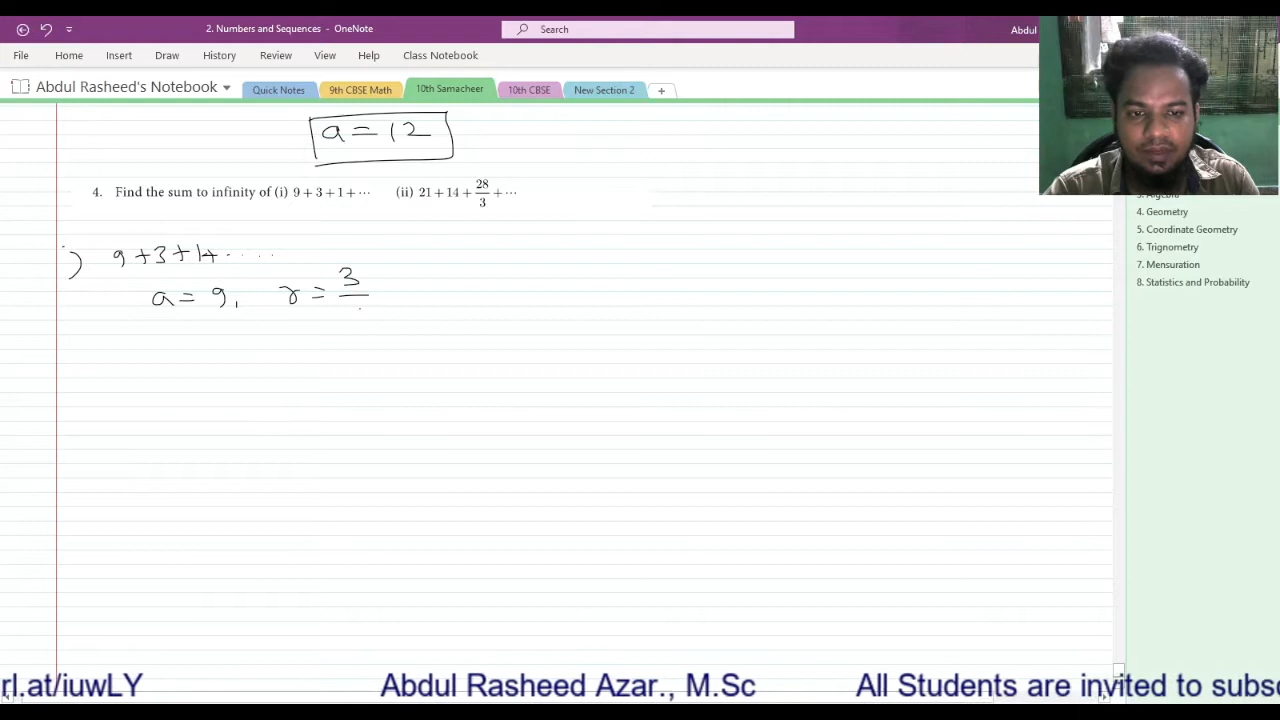 2. Numbers and Sequences - OneNote
Search
Abdul
File Home Insert Draw History Review View Help Class Notebook
Abdul Rasheed's Notebook
Quick Notes
9th CBSE Math
10th Samacheer
10th CBSE
New Section 2
a = 12
4. Find the sum to infinity of (i) 9 + 3 + 1 + ⋯ (ii) 21 + 14 + 28/3 + ⋯
i) 9 + 3 + 1 + .....
a = 9, r = 3/
4. Geometry
5. Coordinate Geometry
6. Trignometry
7. Mensuration
8. Statistics and Probability
rl.at/iuwLY Abdul Rasheed Azar., M.Sc All Students are invited to subs